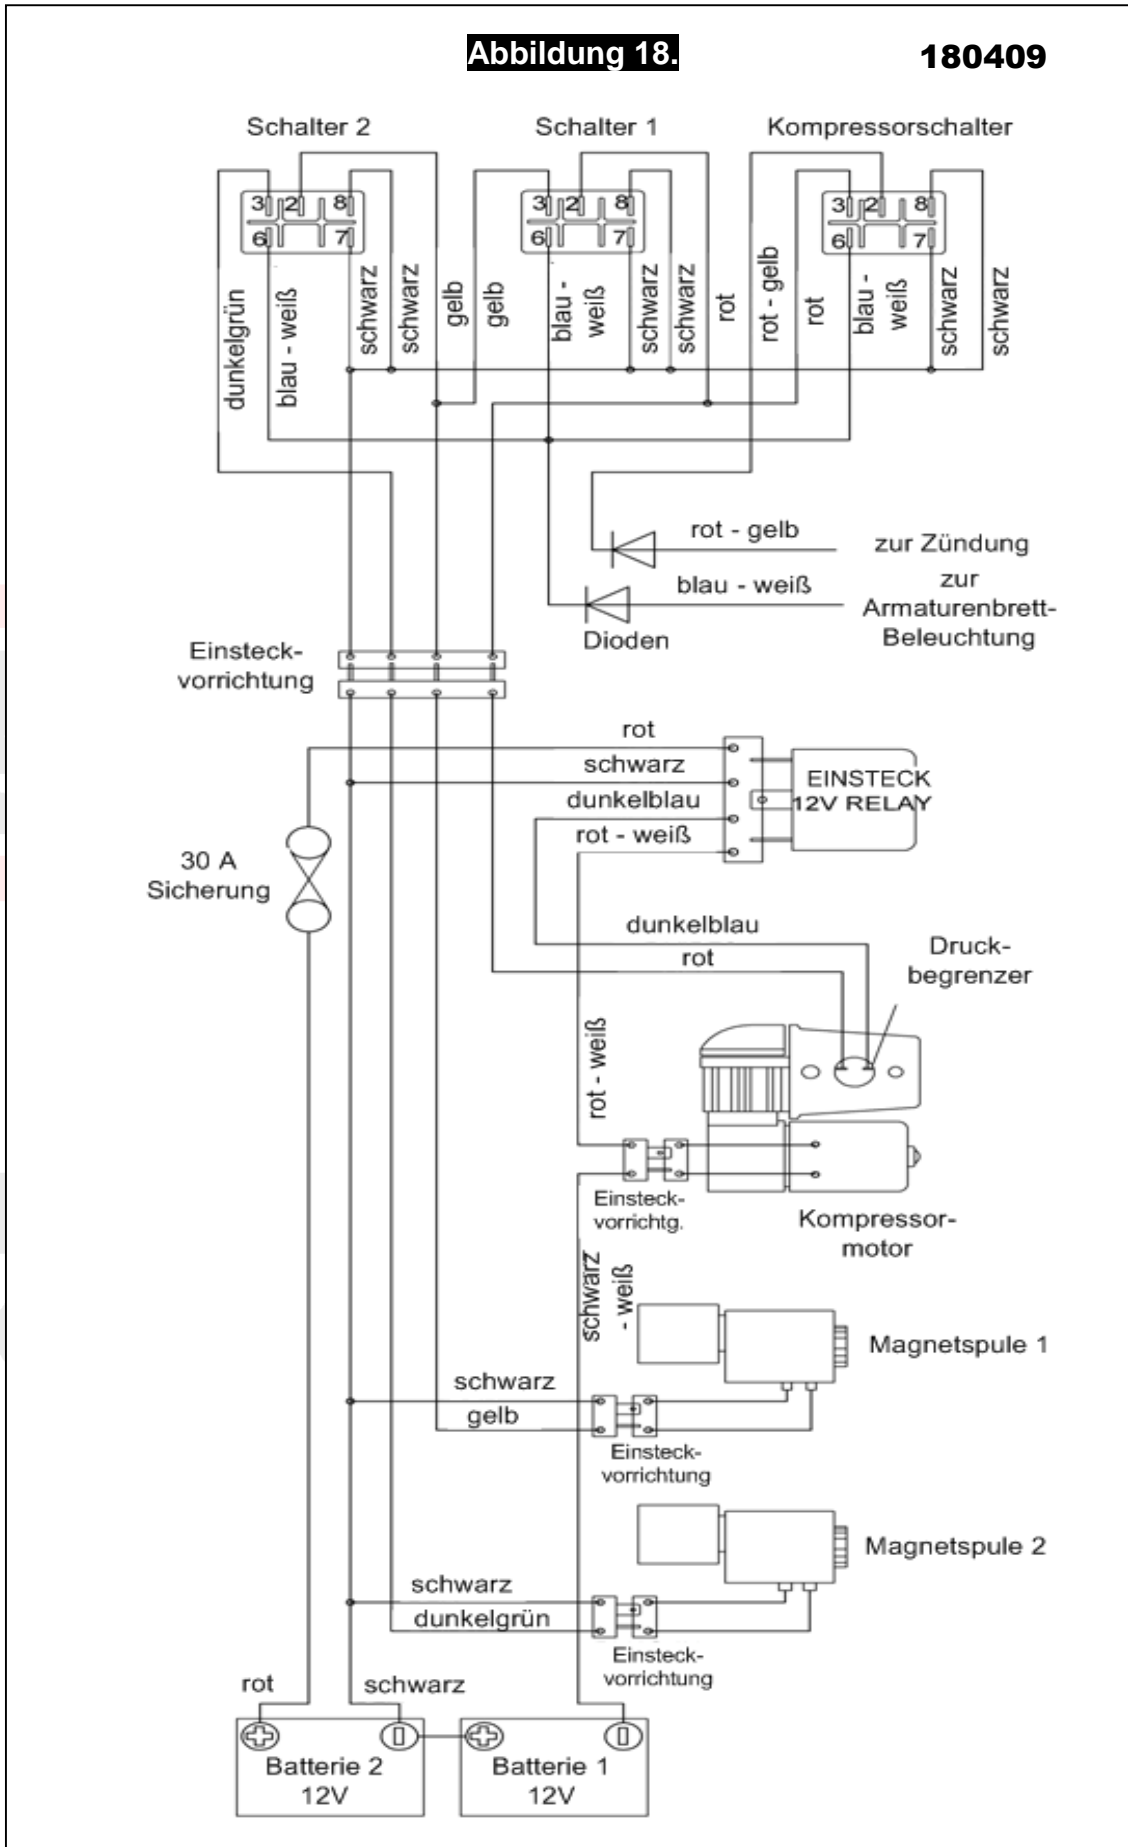 Abbildung 18.
180409
Schalter 2
Schalter 1
Kompressorschalter
3 2 8
6 7
3 2 8
6 7
3 2 8
6 7
dunkelgrün
blau - weiß
schwarz
schwarz
gelb
gelb
blau -
weiß
schwarz
schwarz
rot
rot - gelb
rot
blau -
weiß
schwarz
schwarz
rot - gelb
zur Zündung
blau - weiß
zur
Armaturenbrett-
Beleuchtung
Dioden
Einsteck-
vorrichtung
rot
schwarz
dunkelblau
rot - weiß
EINSTECK
12V RELAY
30 A
Sicherung
dunkelblau
rot
Druck-
begrenzer
rot - weiß
Einsteck-
vorrichtg.
Kompressor-
motor
schwarz
- weiß
Magnetspule 1
schwarz
gelb
Einsteck-
vorrichtung
Magnetspule 2
schwarz
dunkelgrün
Einsteck-
vorrichtung
rot
schwarz
Batterie 2
12V
Batterie 1
12V